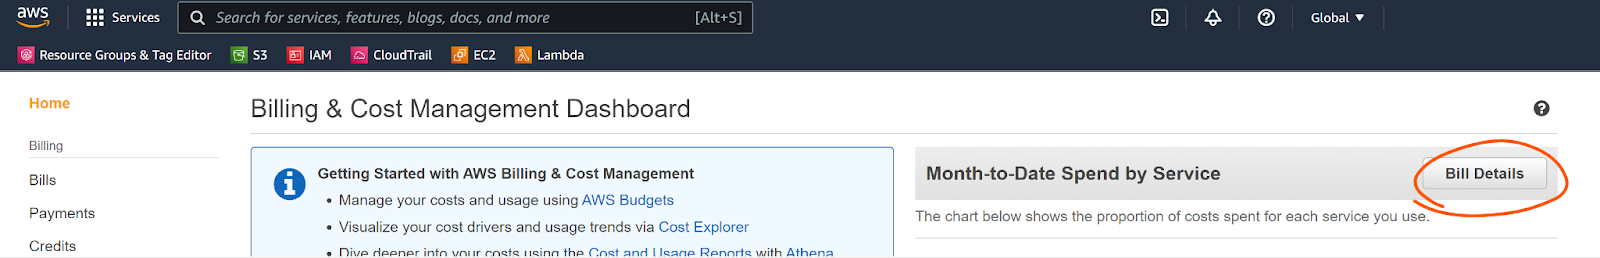 aws
Services
Search for services, features, blogs, docs, and more [Alt+S]
Global
Resource Groups & Tag Editor S3 IAM CloudTrail EC2 Lambda
Home
Billing
Bills
Payments
Credits
Billing & Cost Management Dashboard
Getting Started with AWS Billing & Cost Management
• Manage your costs and usage using AWS Budgets
• Visualize your cost drivers and usage trends via Cost Explorer
• Dive deeper into your costs using the Cost and Usage Reports with Athena
Month-to-Date Spend by Service
Bill Details
The chart below shows the proportion of costs spent for each service you use.